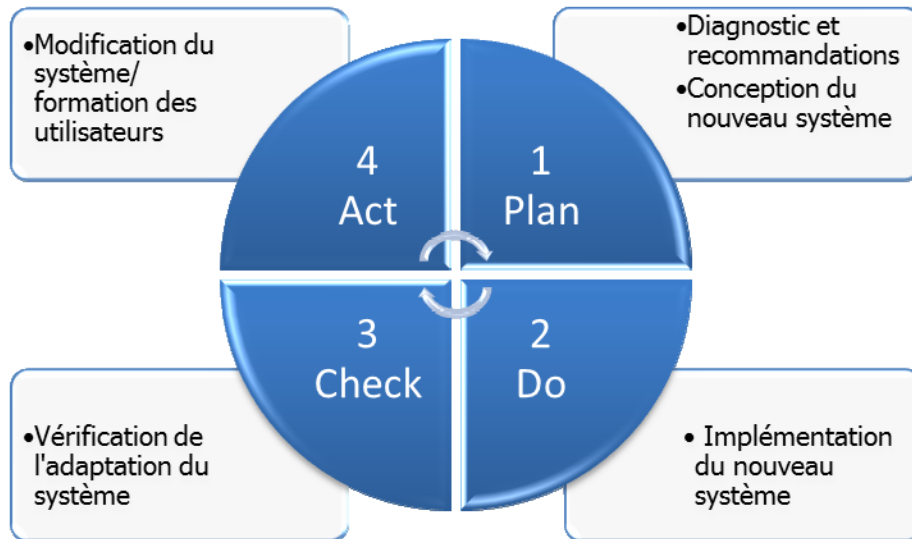 •Modification du
système/
formation des
utilisateurs
•Diagnostic et
recommandations
•Conception du
nouveau système
4
Act
1
Plan
3
Check
2
Do
•Vérification de
l'adaptation du
système
• Implémentation
du nouveau
système